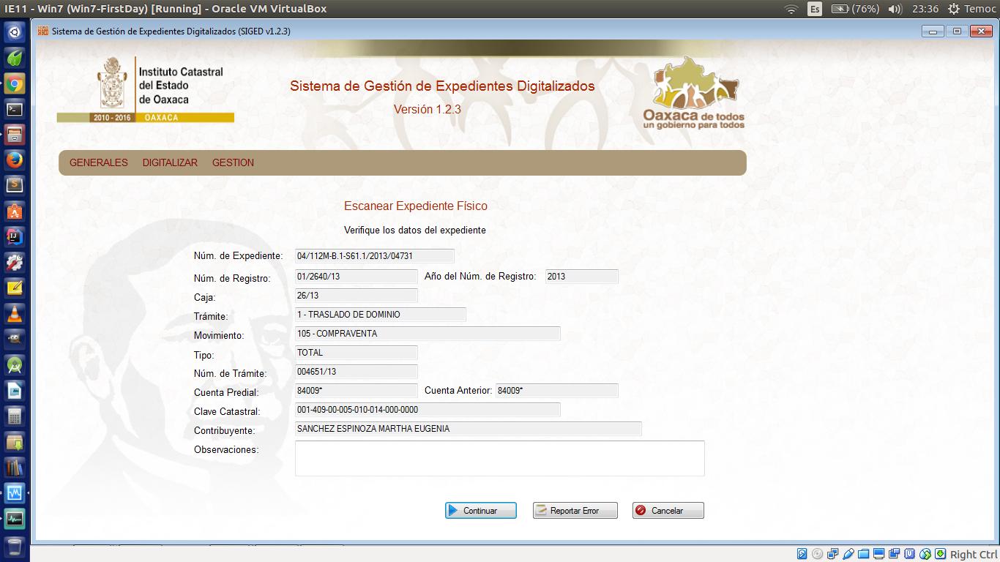 IE11 - Win7 (Win7-FirstDay) [Running] - Oracle VM VirtualBox
Es (76%) 23:36 Temoc
Sistema de Gestión de Expedientes Digitalizados (SIGED v1.2.3)
Instituto Catastral
del Estado
de Oaxaca
2010 - 2016 OAXACA
Sistema de Gestión de Expedientes Digitalizados
Versión 1.2.3
Oaxaca de todos
un gobierno para todos
GENERALES DIGITALIZAR GESTION
Escanear Expediente Físico
Verifique los datos del expediente
Núm. de Expediente: 04/112M-B.1-S61.1/2013/04731
Núm. de Registro: 01/2640/13 Año del Núm. de Registro: 2013
Caja: 26/13
Trámite: 1 - TRASLADO DE DOMINIO
Movimiento: 105 - COMPRAVENTA
Tipo: TOTAL
Núm. de Trámite: 004651/13
Cuenta Predial: 84009* Cuenta Anterior: 84009*
Clave Catastral: 001-409-00-005-010-014-000-0000
Contribuyente: SANCHEZ ESPINOZA MARTHA EUGENIA
Observaciones:
Continuar Reportar Error Cancelar
Right Ctrl